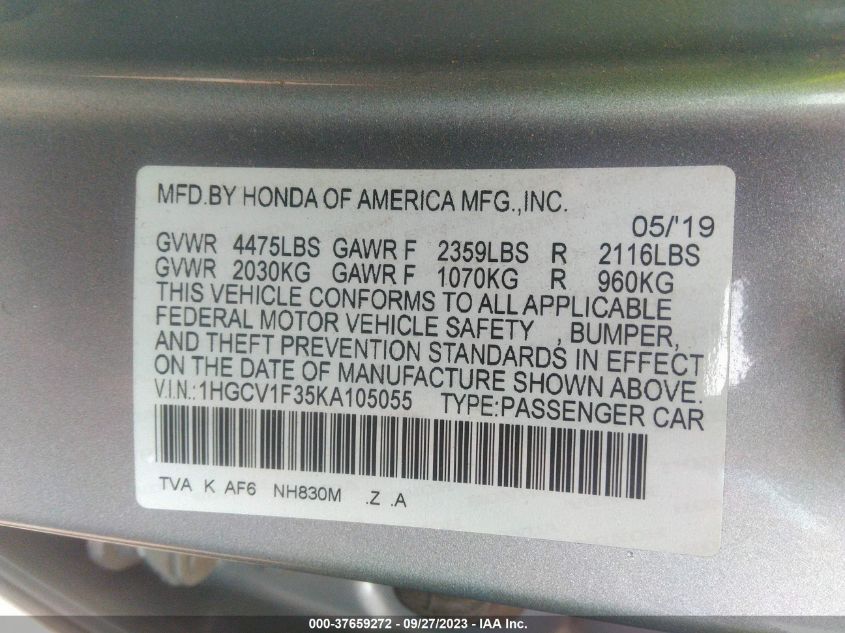 MFD.BY HONDA OF AMERICA MFG.,INC.
05/'19
GVWR 4475LBS GAWR F 2359LBS R 2116LBS
GVWR 2030KG GAWR F 1070KG R 960KG
THIS VEHICLE CONFORMS TO ALL APPLICABLE
FEDERAL MOTOR VEHICLE SAFETY , BUMPER,
AND THEFT PREVENTION STANDARDS IN EFFECT
ON THE DATE OF MANUFACTURE SHOWN ABOVE.
V.I.N.:1HGCV1F35KA105055 TYPE:PASSENGER CAR
TVA K AF6 NH830M .Z .A
000-37659272 - 09/27/2023 - IAA Inc.